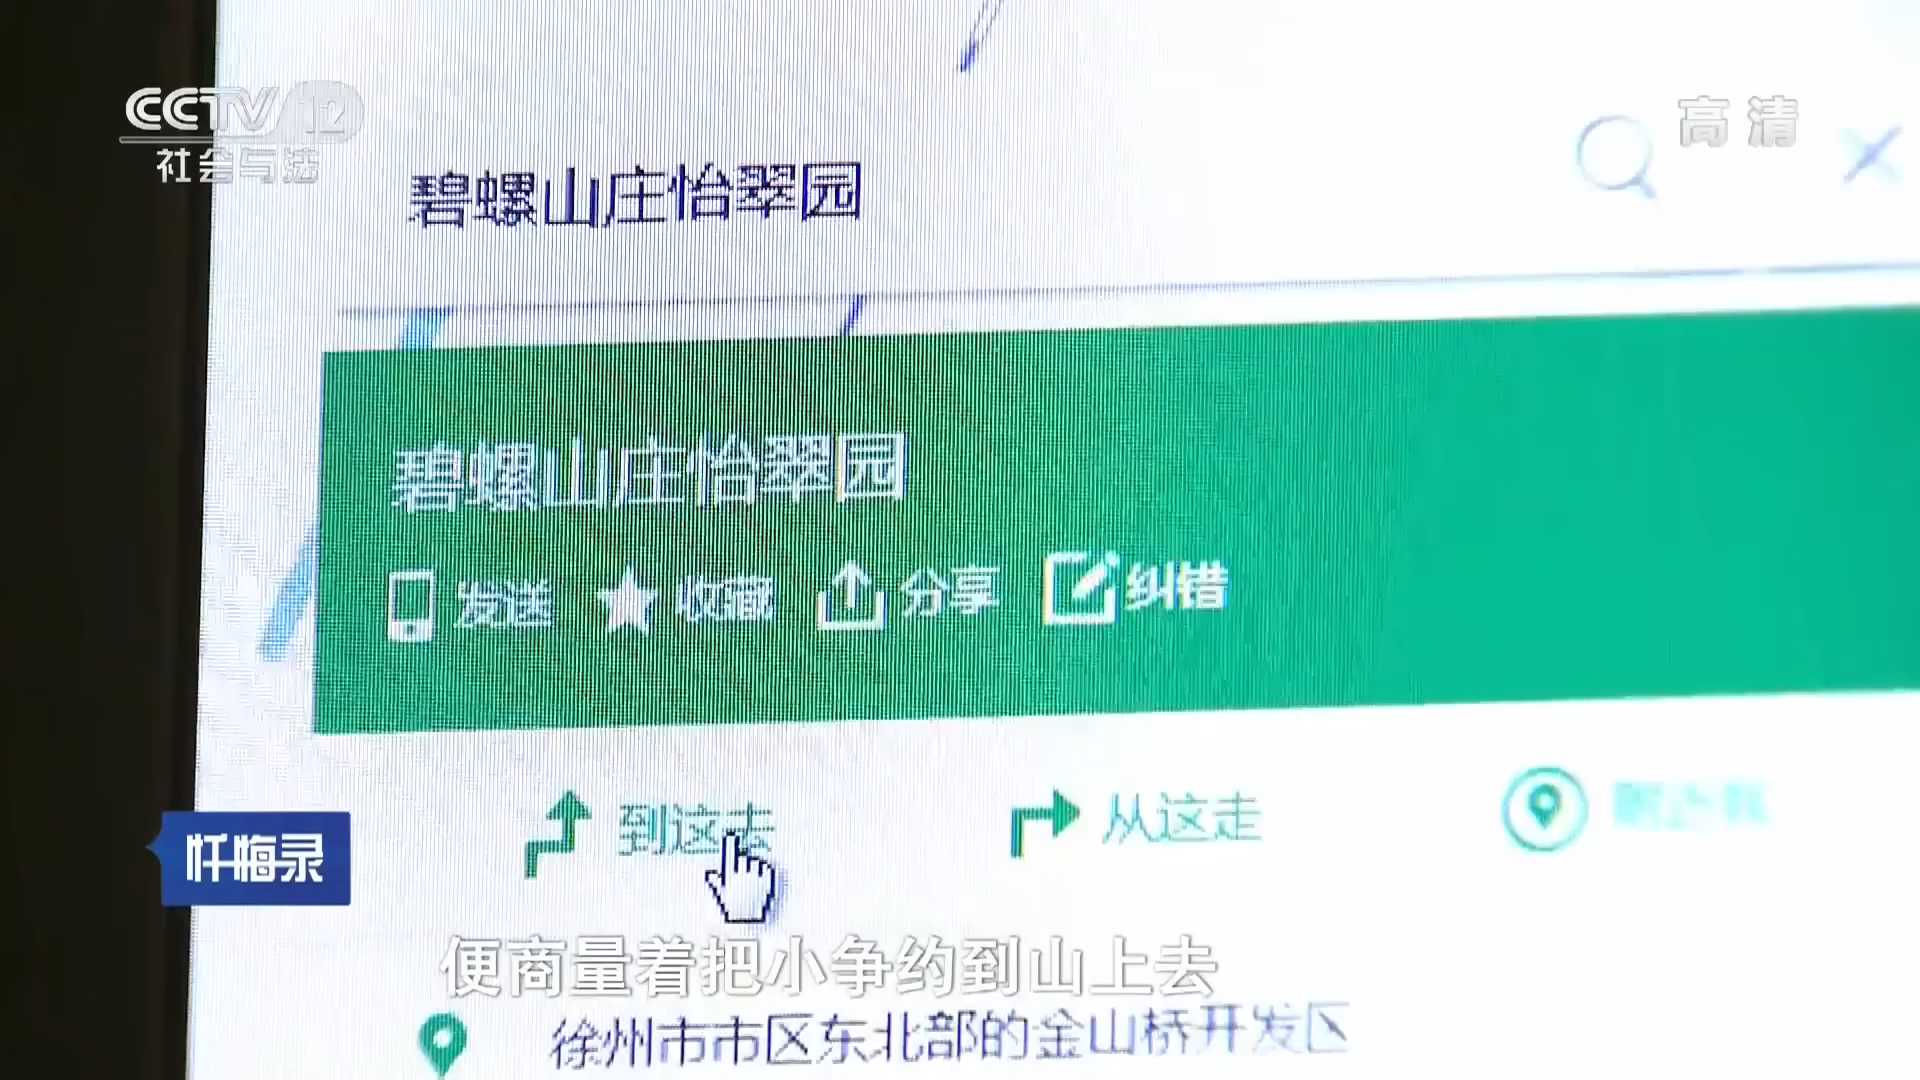 CCTV 12
社会与法
高清
碧螺山庄怡翠园
碧螺山庄怡翠园
发送 收藏 分享 纠错
到这去 从这走
忏悔录
便商量着把小争约到山上去
徐州市市区东北部的金山桥开发区